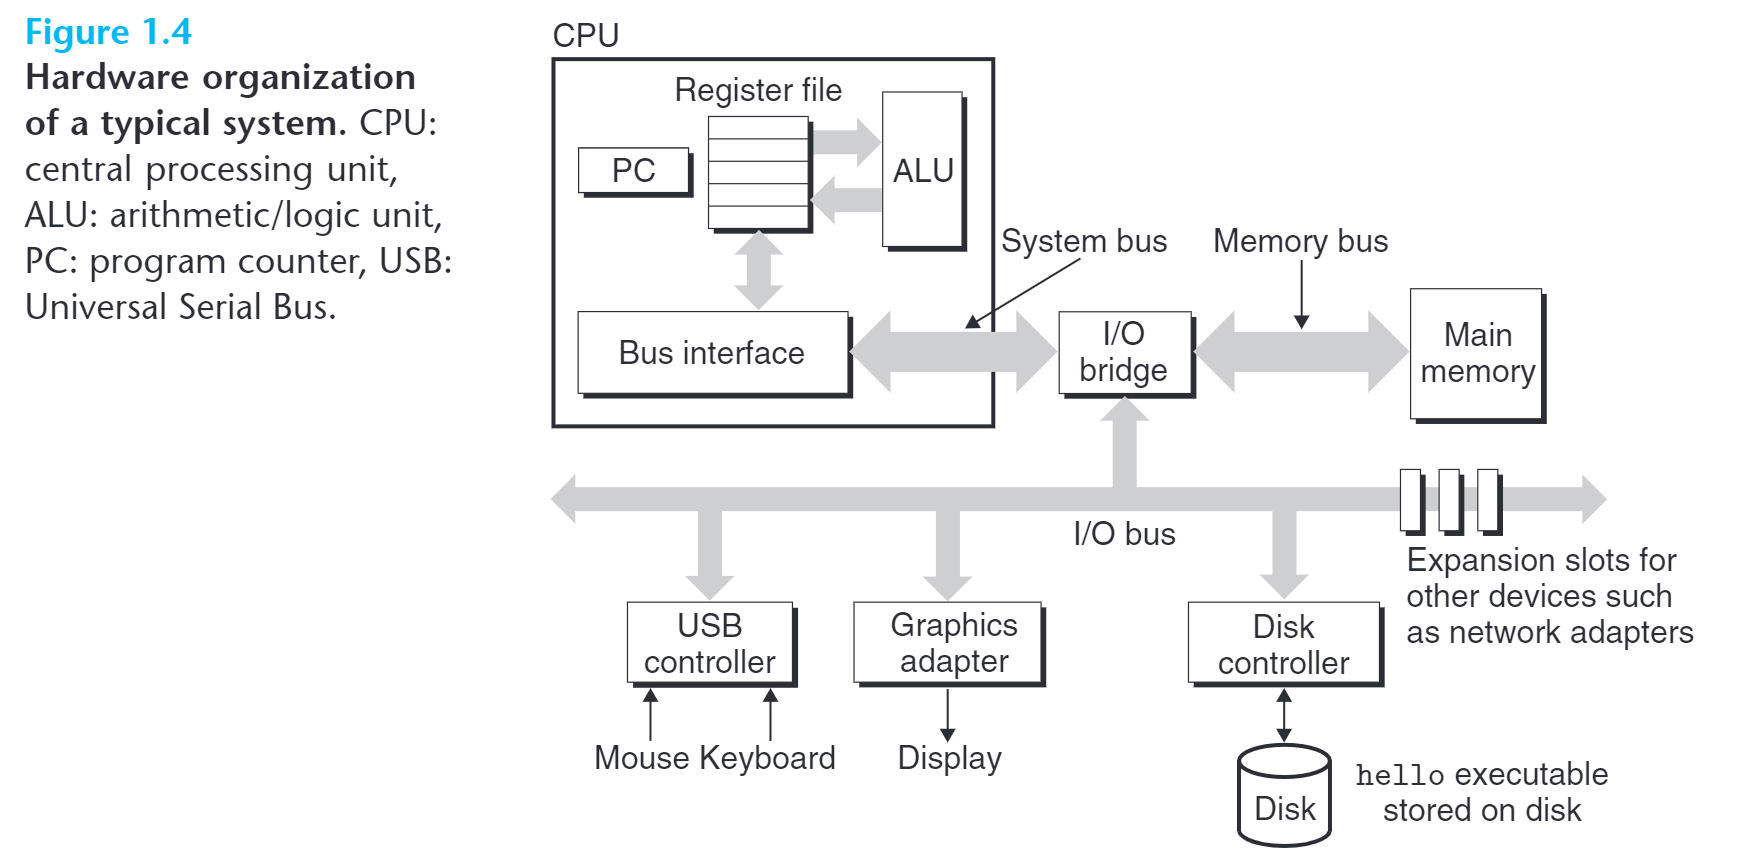 Figure 1.4
Hardware organization
of a typical system. CPU:
central processing unit,
ALU: arithmetic/logic unit,
PC: program counter, USB:
Universal Serial Bus.
CPU
Register file
PC
ALU
System bus
Memory bus
Bus interface
I/O
bridge
Main
memory
I/O bus
Expansion slots for
other devices such
as network adapters
USB
controller
Graphics
adapter
Disk
controller
Mouse
Keyboard
Display
Disk
hello executable
stored on disk